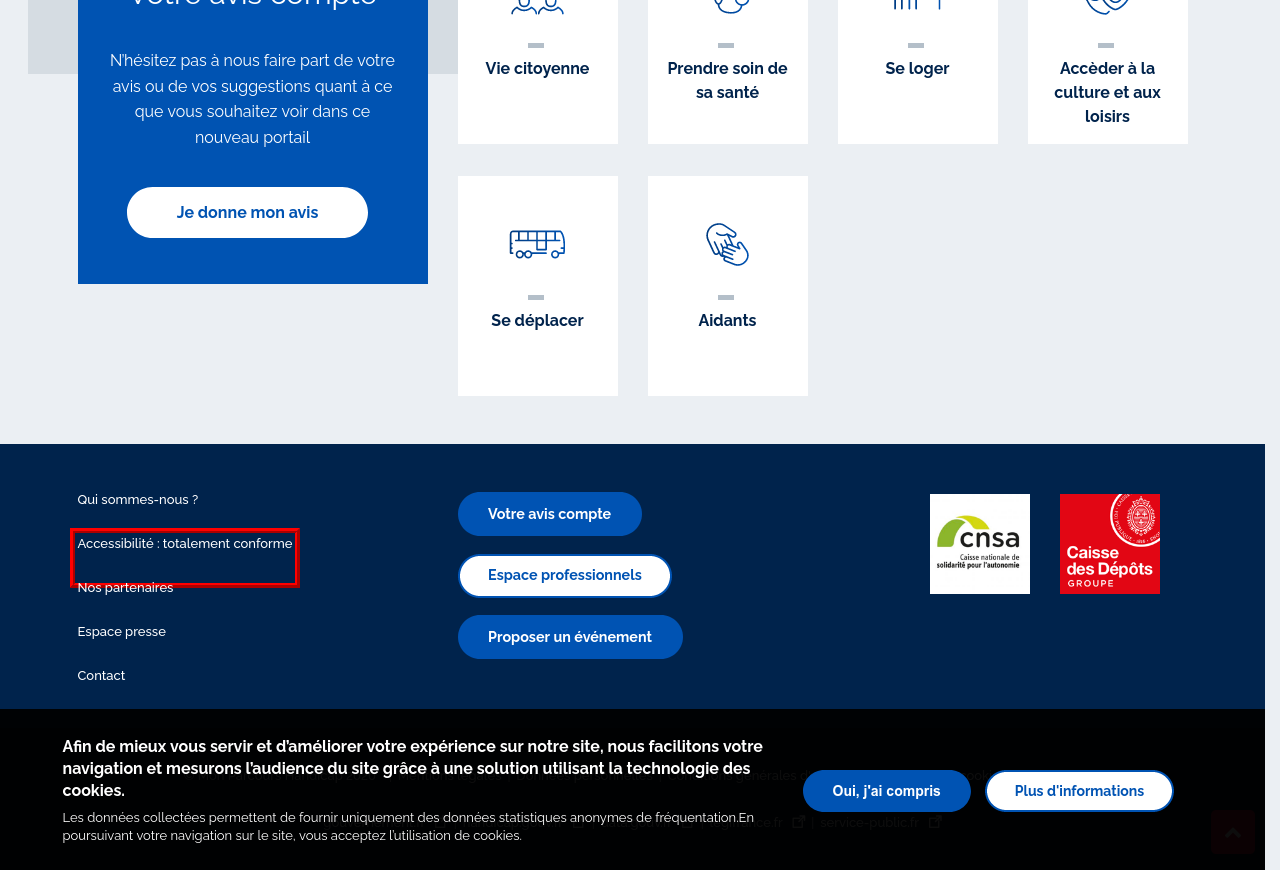 Votre avis compte
N'hésitez pas à nous faire part de votre
avis ou de vos suggestions quant à ce
que vous souhaitez voir dans ce
nouveau portail
Je donne mon avis
Vie citoyenne
Prendre soin de
sa santé
Se loger
Accèder à la
culture et aux
loisirs
Se déplacer
Aidants
Qui sommes-nous ?
Accessibilité : totalement conforme
Nos partenaires
Espace presse
Contact
Votre avis compte
Espace professionnels
Proposer un événement
cnsa
Caisse nationale de
solidarité pour l'autonomie
Caisse
des Dépôts
GROUPE
Afin de mieux vous servir et d'améliorer votre expérience sur notre site, nous facilitons votre
navigation et mesurons l'audience du site grâce à une solution utilisant la technologie des
cookies.
Les données collectées permettent de fournir uniquement des données statistiques anonymes de fréquentation.En
poursuivant votre navigation sur le site, vous acceptez l'utilisation de cookies.
Oui, j'ai compris
Plus d'informations
service-public.fr